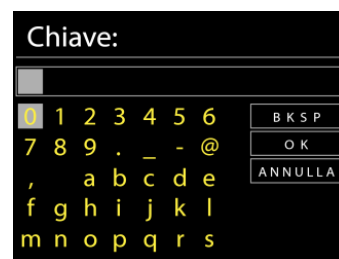 Chiave:
0 1 2 3 4 5 6
BKSP
7 8 9 . _ - @
OK
, a b c d e
ANNULLA
f g h i j k l
m n o p q r s